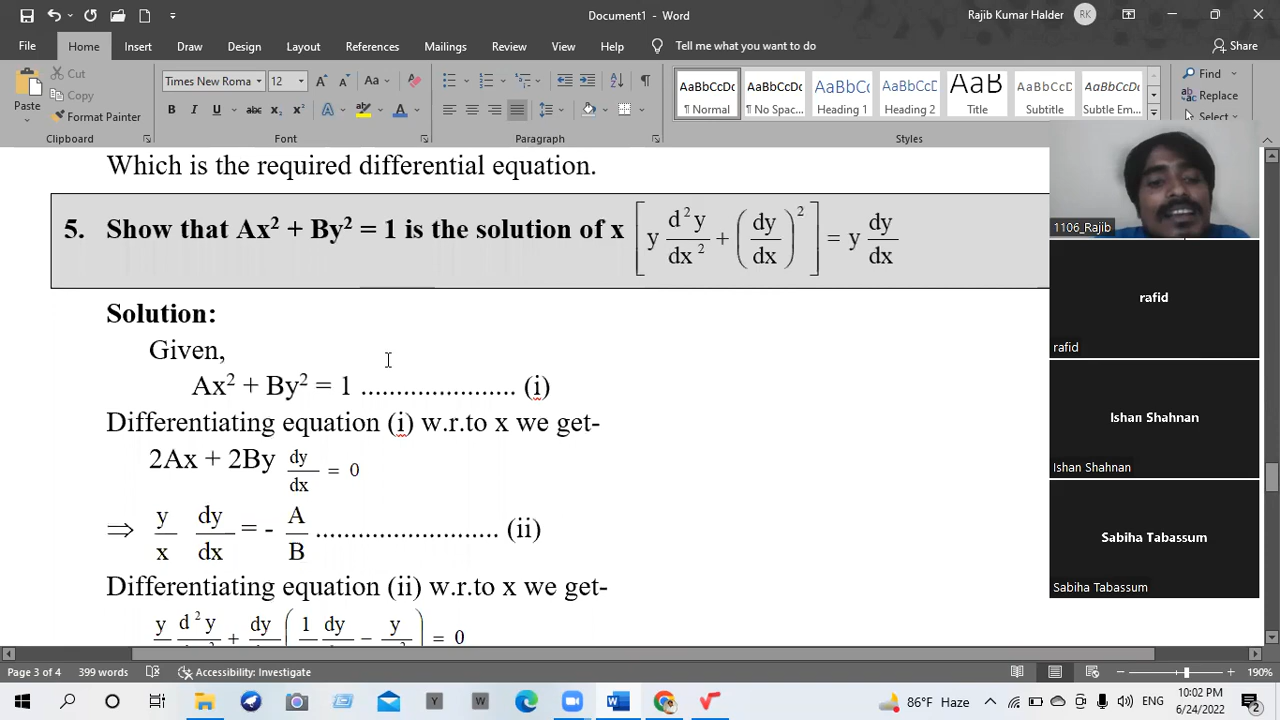 Document1 - Word
Rajib Kumar Halder
RK
File Home Insert Draw Design Layout References Mailings Review View Help Tell me what you want to do
Share
Paste
Cut
Copy
Format Painter
Clipboard
Times New Roma 12
Font
Paragraph
AaBbCcDc
¶ Normal
AaBbCcDc
¶ No Spac...
AaBbCcD
Heading 1
AaBbCcD
Heading 2
AaB
Title
AaBbCcD
Subtitle
AaBbCcDc
Subtle Em...
Styles
Find
Replace
Select
Which is the required differential equation.
5. Show that Ax² + By² = 1 is the solution of x [ y d²y/dx² + (dy/dx)² ] = y dy/dx
Solution:
Given,
Ax² + By² = 1 ...................... (i)
Differentiating equation (i) w.r.to x we get-
2Ax + 2By dy/dx = 0
⇒ y/x dy/dx = - A/B .......................... (ii)
Differentiating equation (ii) w.r.to x we get-
1106_Rajib
rafid
rafid
Ishan Shahnan
Ishan Shahnan
Sabiha Tabassum
Sabiha Tabassum
Page 3 of 4 399 words Accessibility: Investigate
190%
86°F Haze
ENG
10:02 PM
6/24/2022
2